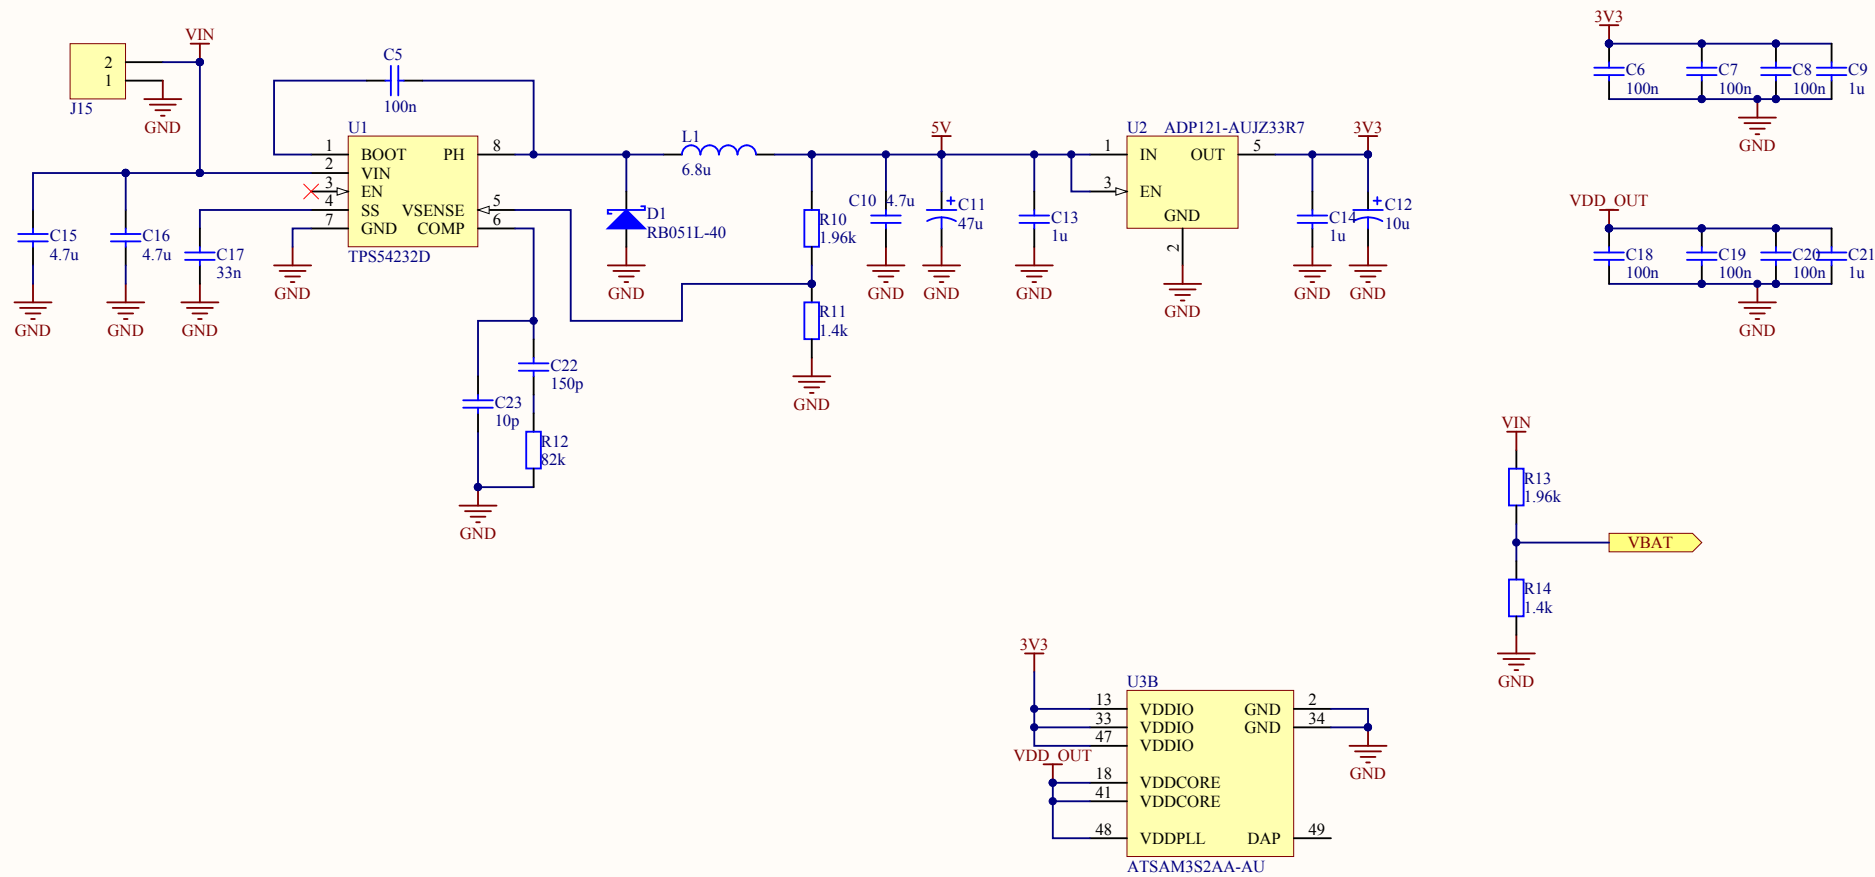 VIN
2
1
J15
GND
C5
100n
U1
1 BOOT PH 8
2 VIN
3 EN
4 SS VSENSE 5
7 GND COMP 6
TPS54232D
C15
4.7u
GND
C16
4.7u
GND
C17
33n
GND
GND
L1
6.8u
D1
RB051L-40
GND
C22
150p
C23
10p
R12
82k
GND
R10
1.96k
R11
1.4k
GND
5V
C10 4.7u
GND
C11
47u
GND
C13
1u
GND
U2 ADP121-AUJZ33R7
1 IN OUT 5
3 EN
GND
2
GND
3V3
C14
1u
GND
C12
10u
GND
3V3
C6
100n
C7
100n
C8
100n
C9
1u
GND
VDD_OUT
C18
100n
C19
100n
C20
100n
C21
1u
GND
VIN
R13
1.96k
VBAT
R14
1.4k
GND
3V3
U3B
13 VDDIO GND 2
33 VDDIO GND 34
47 VDDIO
VDD_OUT
GND
18 VDDCORE
41 VDDCORE
48 VDDPLL DAP 49
ATSAM3S2AA-AU